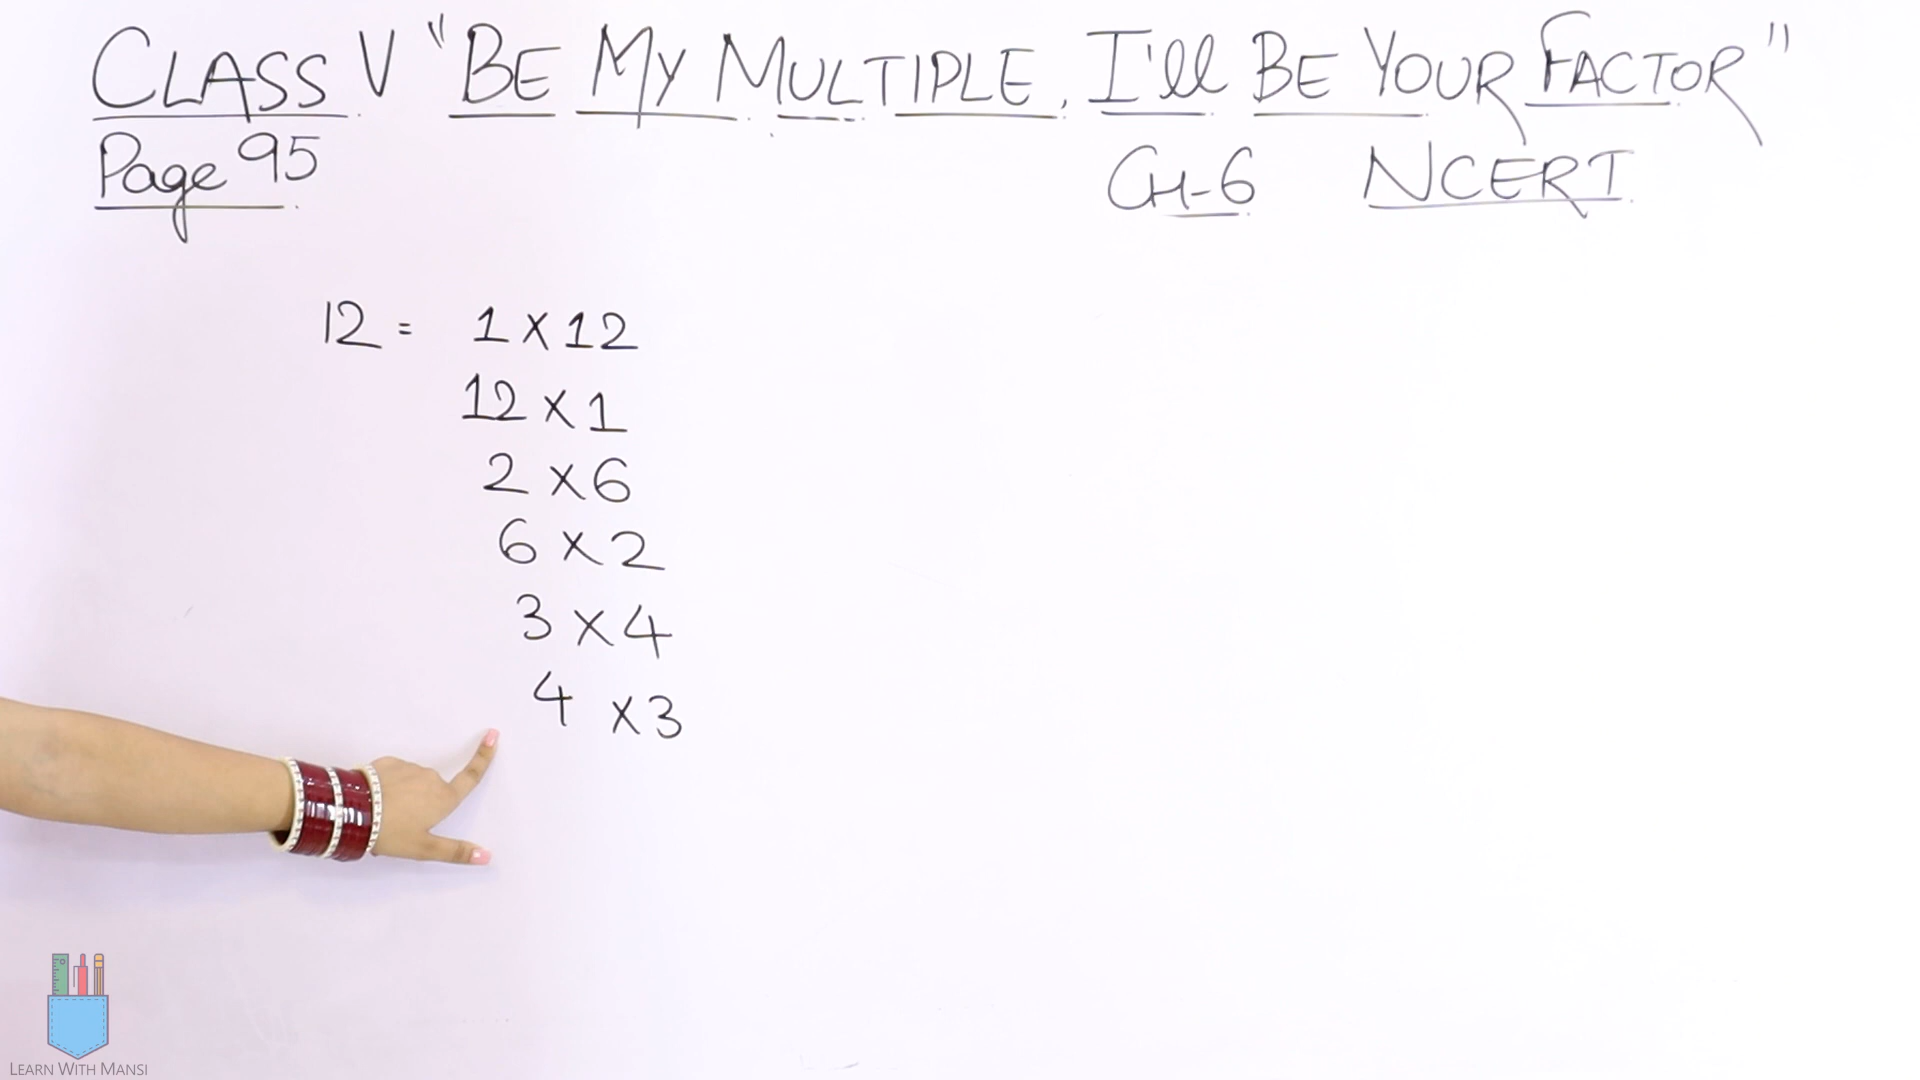 CLASS V "BE MY MULTIPLE, I'll BE YOUR FACTOR"
Page 95
CH-6 NCERT
12 = 1 X 12
12 X 1
2 X 6
6 X 2
3 X 4
4 X 3
LEARN WITH MANSI